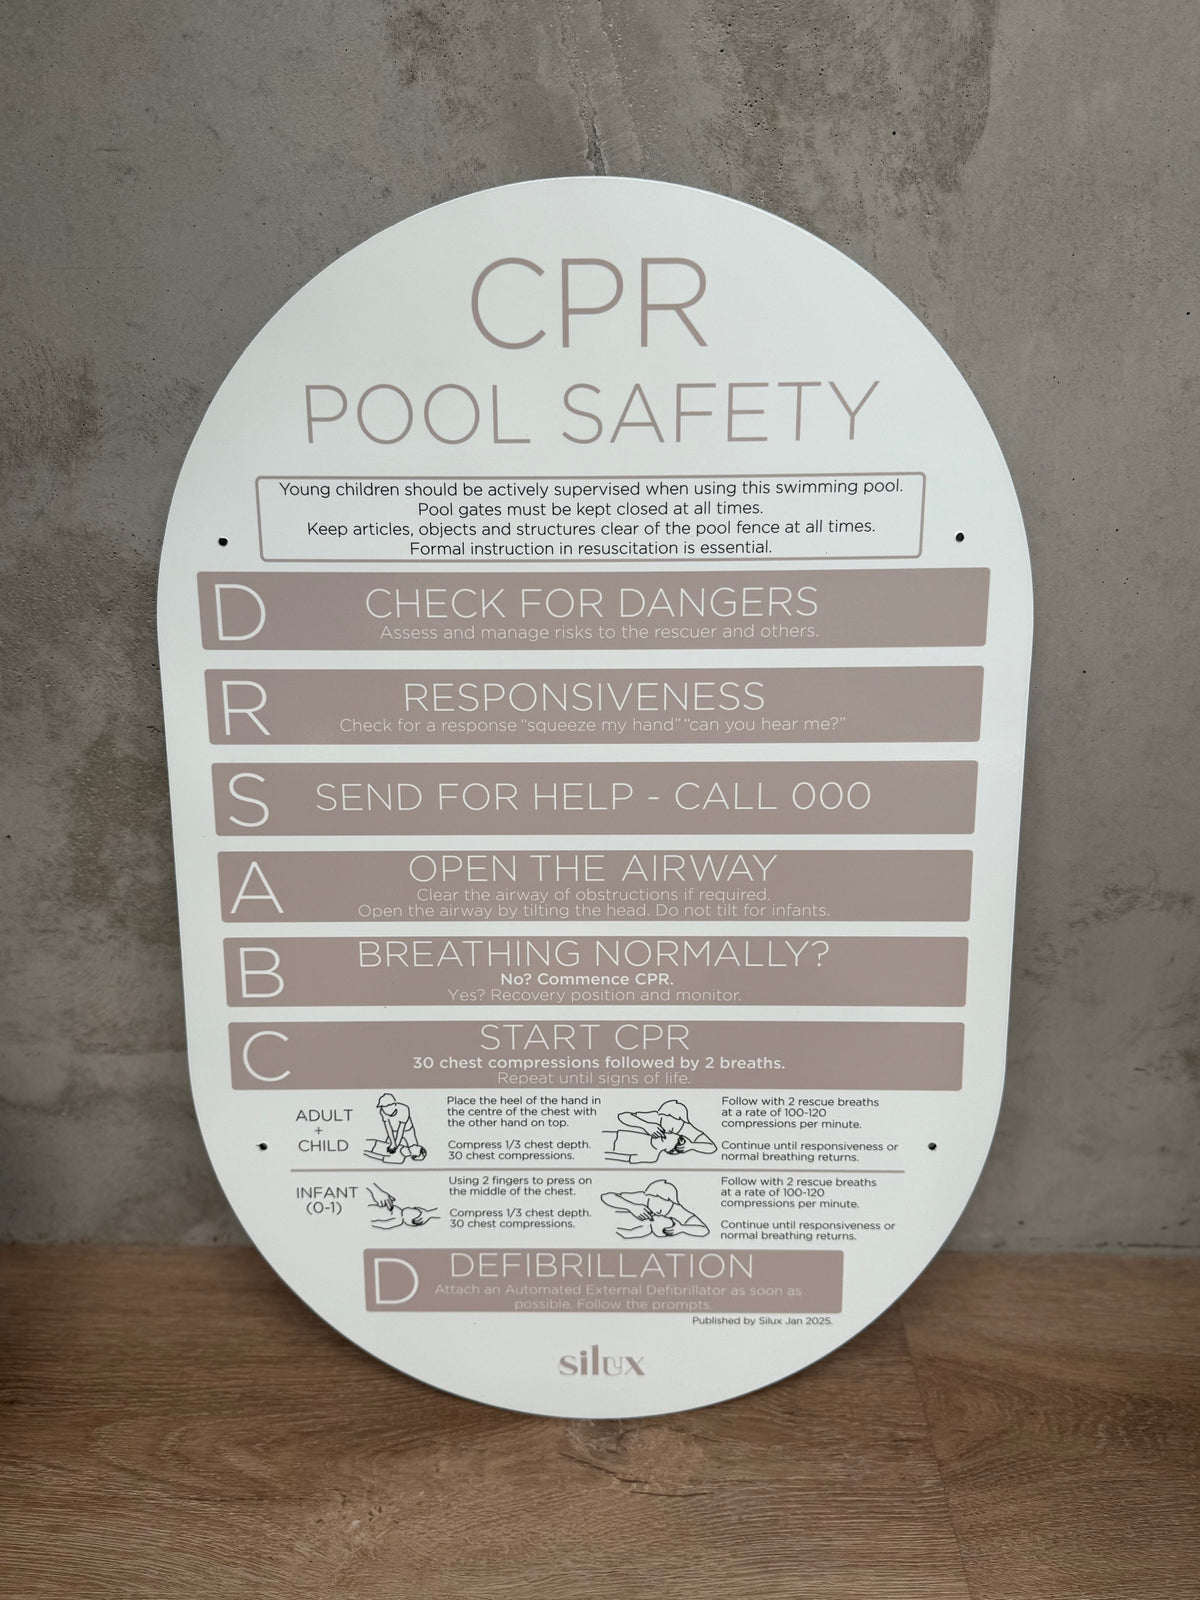 CPR
POOL SAFETY
Young children should be actively supervised when using this swimming pool.
Pool gates must be kept closed at all times.
Keep articles, objects and structures clear of the pool fence at all times.
Formal instruction in resuscitation is essential.
D
CHECK FOR DANGERS
Assess and manage risks to the rescuer and others.
R
RESPONSIVENESS
Check for a response “squeeze my hand” “can you hear me?”
S
SEND FOR HELP - CALL 000
A
OPEN THE AIRWAY
Clear the airway of obstructions if required.
Open the airway by tilting the head. Do not tilt for infants.
B
BREATHING NORMALLY?
No? Commence CPR.
Yes? Recovery position and monitor.
C
START CPR
30 chest compressions followed by 2 breaths.
Repeat until signs of life.
ADULT
+
CHILD
Place the heel of the hand in
the centre of the chest with
the other hand on top.
Compress 1/3 chest depth.
30 chest compressions.
Follow with 2 rescue breaths
at a rate of 100-120
compressions per minute.
Continue until responsiveness or
normal breathing returns.
INFANT
(0-1)
Using 2 fingers to press on
the middle of the chest.
Compress 1/3 chest depth.
30 chest compressions.
Follow with 2 rescue breaths
at a rate of 100-120
compressions per minute.
Continue until responsiveness or
normal breathing returns.
D
DEFIBRILLATION
Attach an Automated External Defibrillator as soon as
possible. Follow the prompts.
Published by Silux Jan 2025.
silux